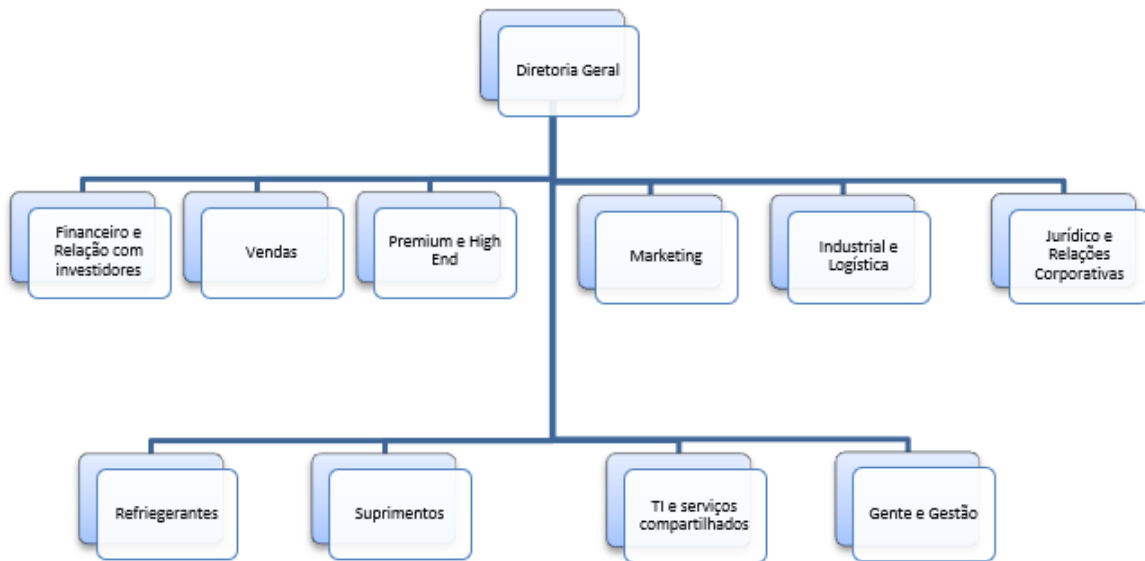 Diretoria Geral
Financeiro e
Relação com
investidores
Vendas
Premium e High
End
Marketing
Industrial e
Logística
Jurídico e
Relações
Corporativas
Refriegerantes
Suprimentos
TI e serviços
compartilhados
Gente e Gestão